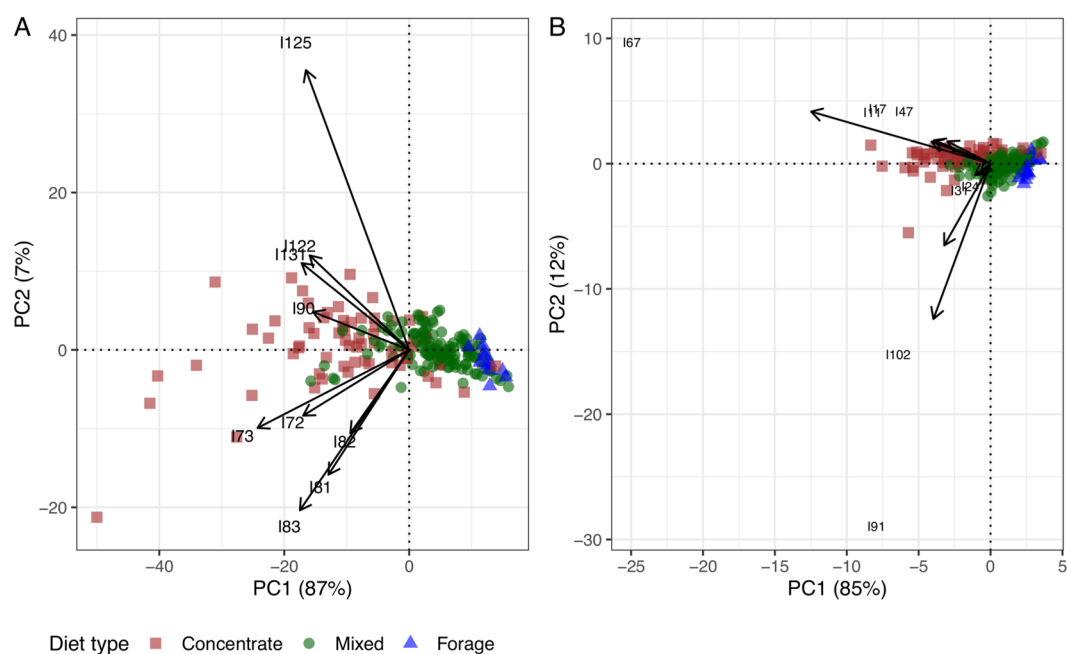 A
B
40
20
0
−20
PC2 (7%)
I125
I122
I131
I90
I73
I72
I82
I81
I83
−40
−20
0
PC1 (87%)
10
0
−10
−20
−30
PC2 (12%)
I67
I17
I11
I47
I24
I31
I102
I91
−25
−20
−15
−10
−5
0
5
PC1 (85%)
Diet type Concentrate Mixed Forage